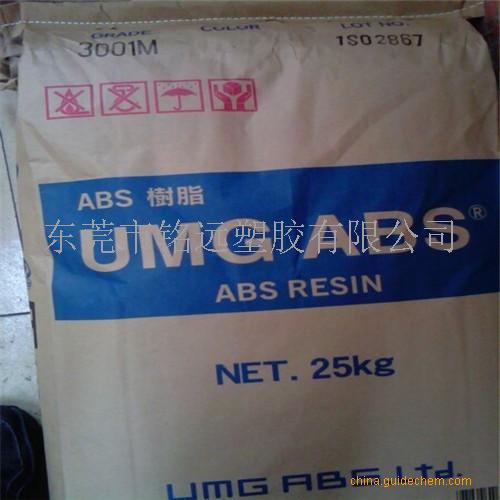 GRADE COLOR LOT NO.
3001M 1S02867
ABS 樹脂
UMG ABS®
东莞市铭远塑胶有限公司
ABS RESIN
NET. 25kg
UMG ABS Ltd.
china.guidechem.com